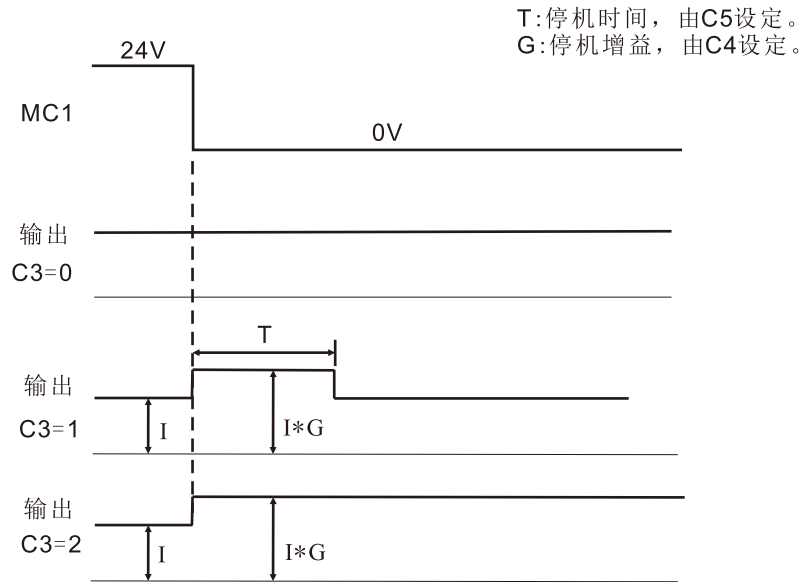 T:停机时间，由C5设定。
G:停机增益，由C4设定。
24V
MC1
0V
输出
C3=0
T
输出
C3=1
I
I*G
输出
C3=2
I
I*G